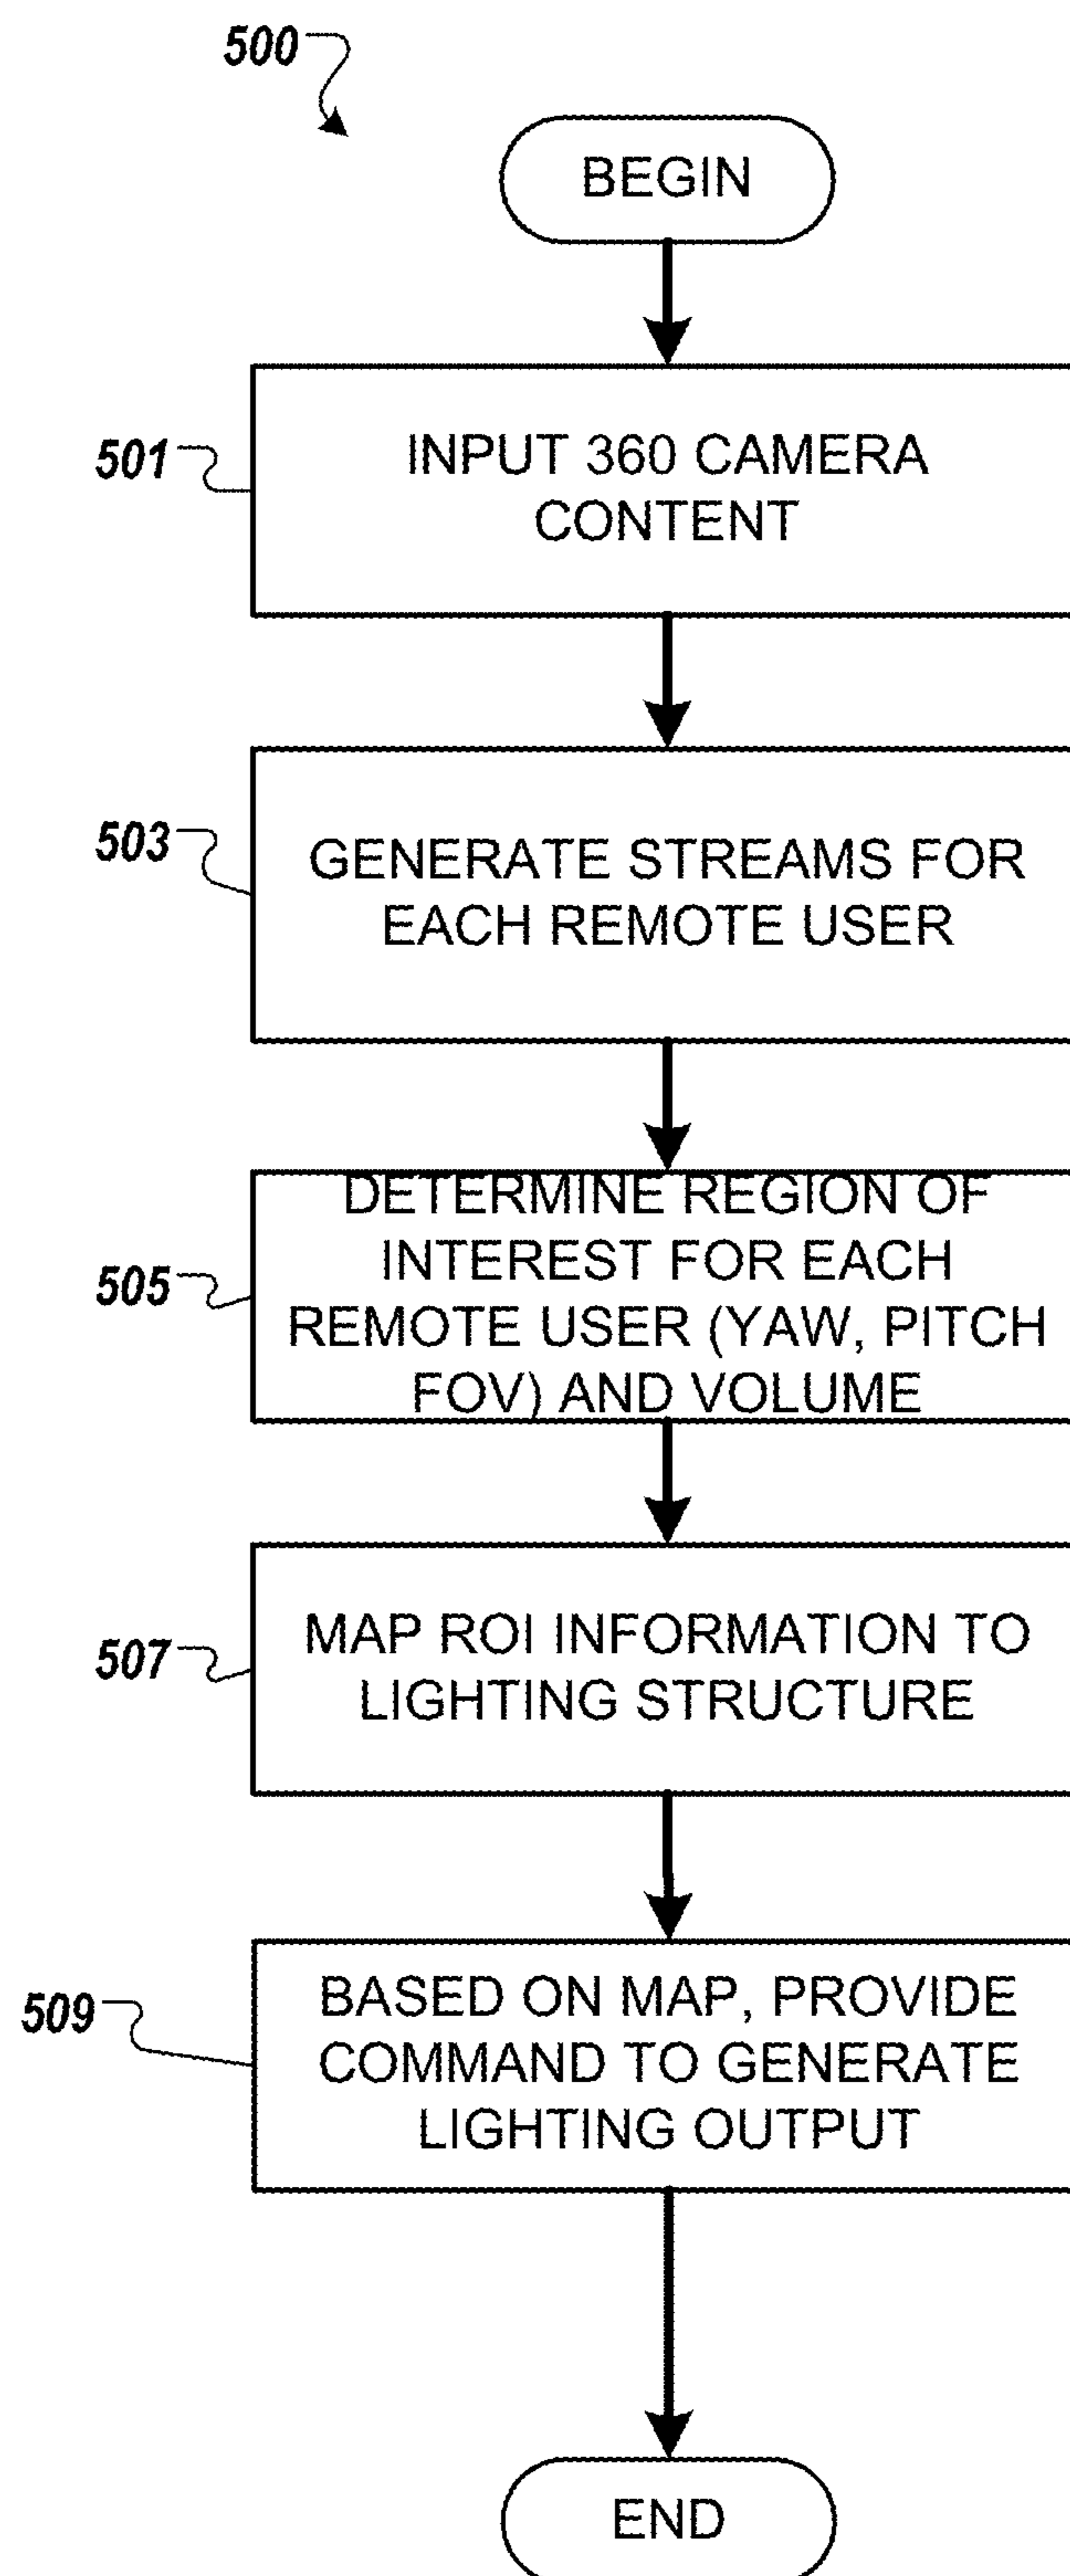 500
BEGIN
501
INPUT 360 CAMERA
CONTENT
503
GENERATE STREAMS FOR
EACH REMOTE USER
505
DETERMINE REGION OF
INTEREST FOR EACH
REMOTE USER (YAW, PITCH
FOV) AND VOLUME
507
MAP ROI INFORMATION TO
LIGHTING STRUCTURE
509
BASED ON MAP, PROVIDE
COMMAND TO GENERATE
LIGHTING OUTPUT
END